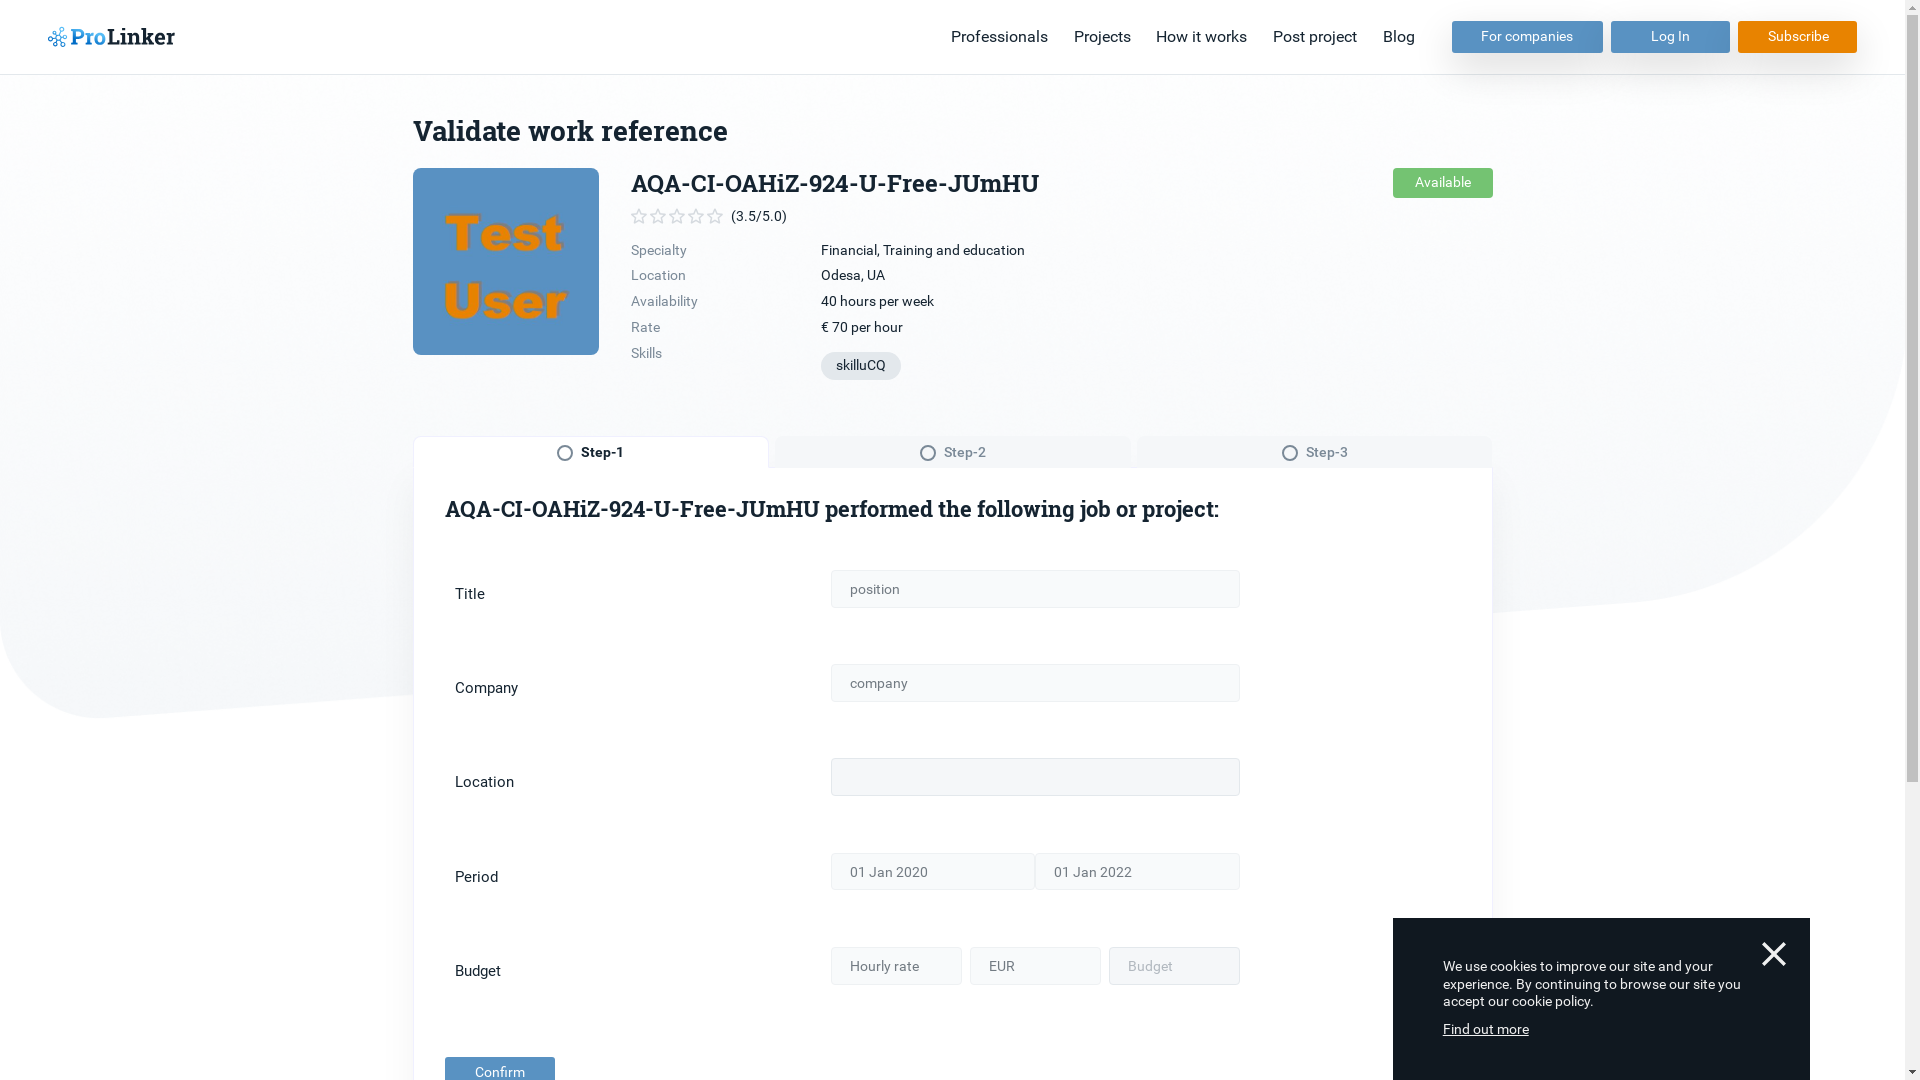 ProLinker
Professionals
Projects
How it works
Post project
Blog
For companies
Log In
Subscribe
Validate work reference
Test
User
AQA-CI-OAHiZ-924-U-Free-JUmHU
Available
(3.5/5.0)
Specialty
Financial, Training and education
Location
Odesa, UA
Availability
40 hours per week
Rate
€ 70 per hour
Skills
skilluCQ
Step-1
Step-2
Step-3
AQA-CI-OAHiZ-924-U-Free-JUmHU performed the following job or project:
Title
position
Company
company
Location
Period
01 Jan 2020
01 Jan 2022
Budget
Hourly rate
EUR
Budget
Confirm
We use cookies to improve our site and your
experience. By continuing to browse our site you
accept our cookie policy.
Find out more